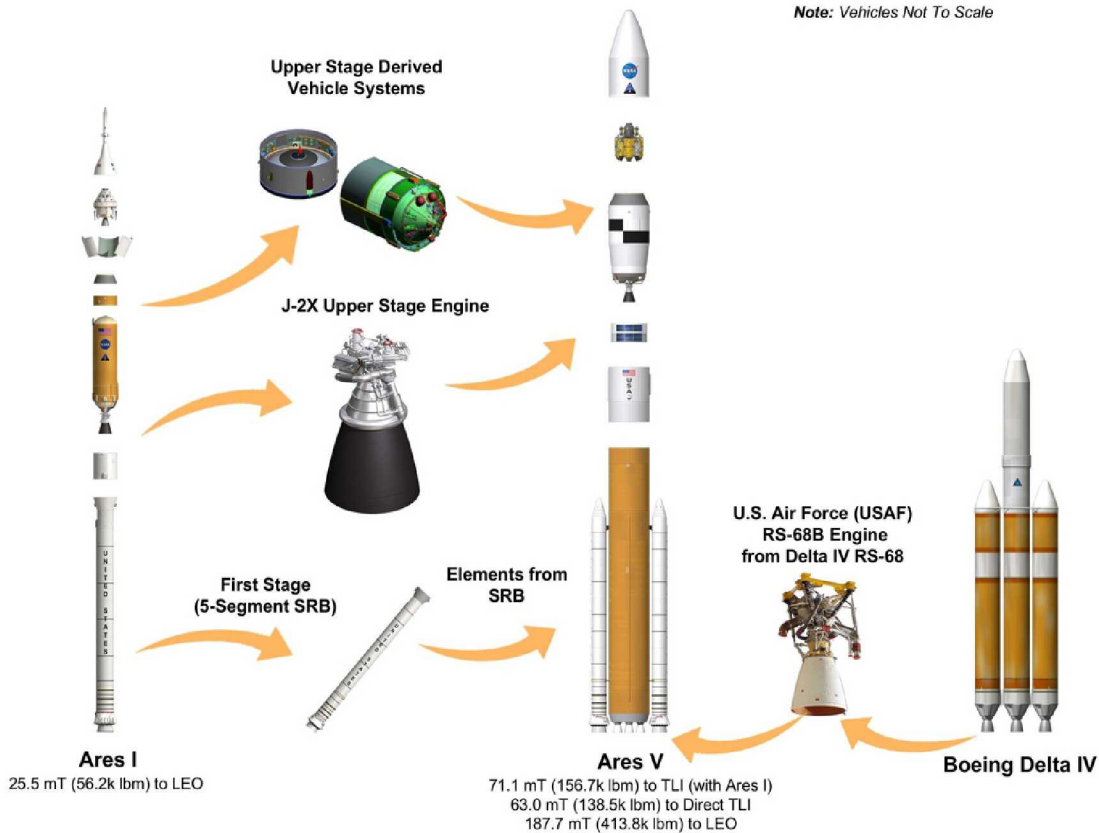 Note: Vehicles Not To Scale
Upper Stage Derived
Vehicle Systems
J-2X Upper Stage Engine
USAF
UNITED STATES
First Stage
(5-Segment SRB)
Elements from
SRB
U.S. Air Force (USAF)
RS-68B Engine
from Delta IV RS-68
Ares I
25.5 mT (56.2k lbm) to LEO
Ares V
71.1 mT (156.7k lbm) to TLI (with Ares I)
63.0 mT (138.5k lbm) to Direct TLI
187.7 mT (413.8k lbm) to LEO
Boeing Delta IV